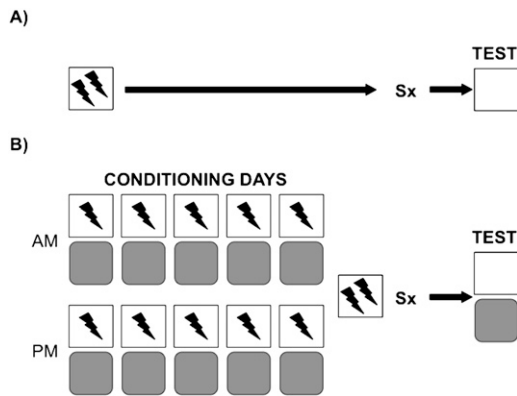 A)
TEST
Sx
B)
CONDITIONING DAYS
AM
TEST
Sx
PM